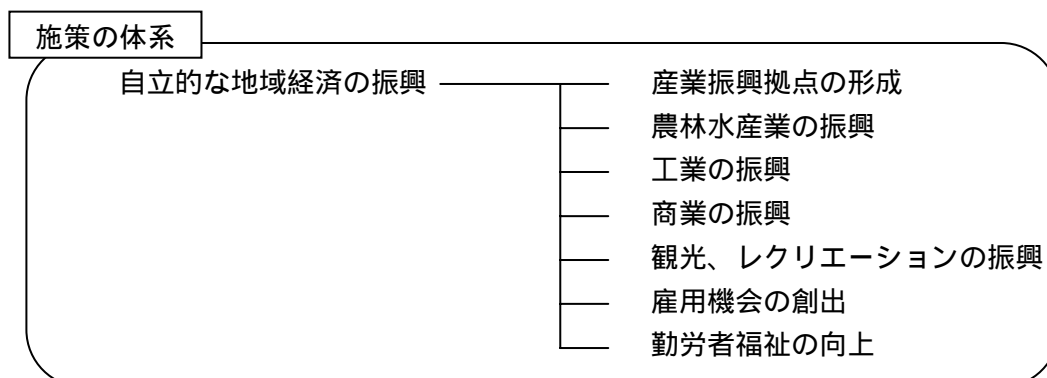 施策の体系
自立的な地域経済の振興
産業振興拠点の形成
農林水産業の振興
工業の振興
商業の振興
観光、レクリエーションの振興
雇用機会の創出
勤労者福祉の向上